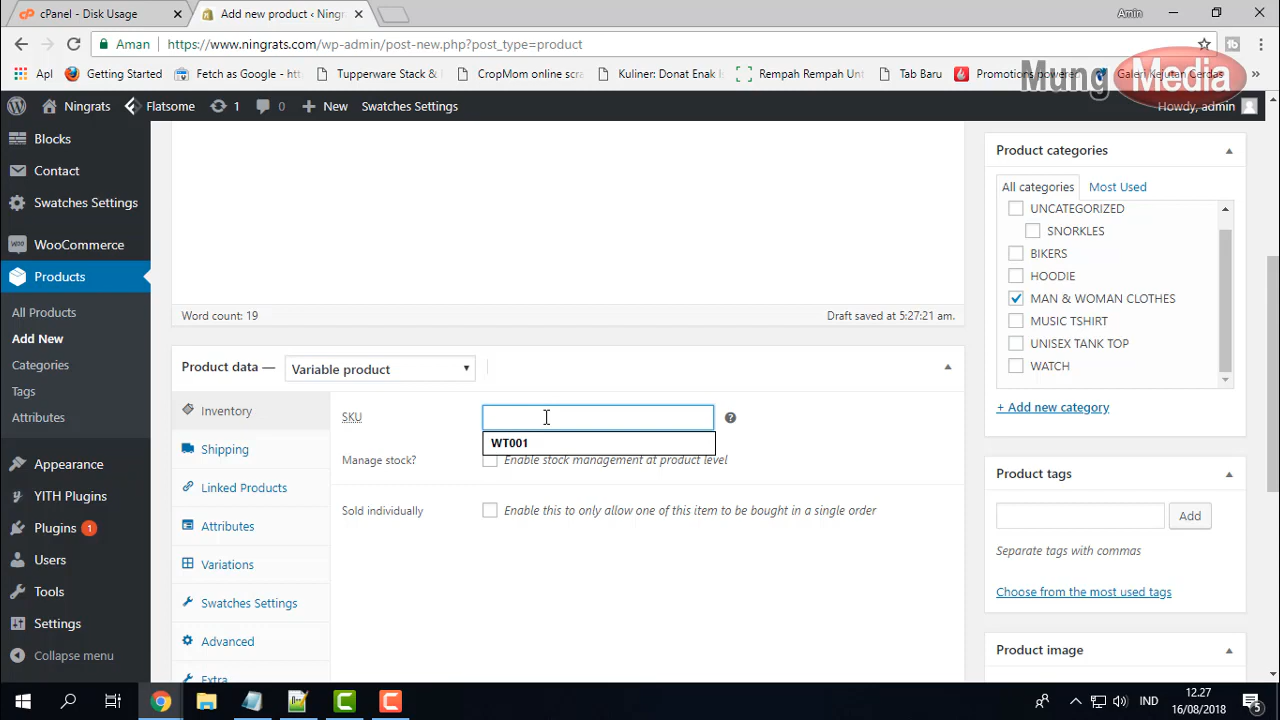 cPanel - Disk Usage
Add new product ‹ Ningr
Amin
Aman
https://www.ningrats.com/wp-admin/post-new.php?post_type=product
Apl
Getting Started
Fetch as Google - htt
Tupperware Stack &
CropMom online scra
Kuliner: Donat Enak
Rempah Rempah Unt
Tab Baru
Promotions powere
Galeri Kejutan Cerdas
»
Mung Media
Ningrats
Flatsome
1
0
New
Swatches Settings
Howdy, admin
Blocks
Contact
Swatches Settings
WooCommerce
Products
All Products
Add New
Categories
Tags
Attributes
Appearance
YITH Plugins
Plugins 1
Users
Tools
Settings
Collapse menu
Word count: 19
Draft saved at 5:27:21 am.
Product data —
Variable product
Inventory
Shipping
Linked Products
Attributes
Variations
Swatches Settings
Advanced
Extra
SKU
WT001
Manage stock?
Enable stock management at product level
Sold individually
Enable this to only allow one of this item to be bought in a single order
Product categories
All categories
Most Used
UNCATEGORIZED
SNORKLES
BIKERS
HOODIE
MAN & WOMAN CLOTHES
MUSIC TSHIRT
UNISEX TANK TOP
WATCH
+ Add new category
Product tags
Add
Separate tags with commas
Choose from the most used tags
Product image
IND
12.27
16/08/2018
5